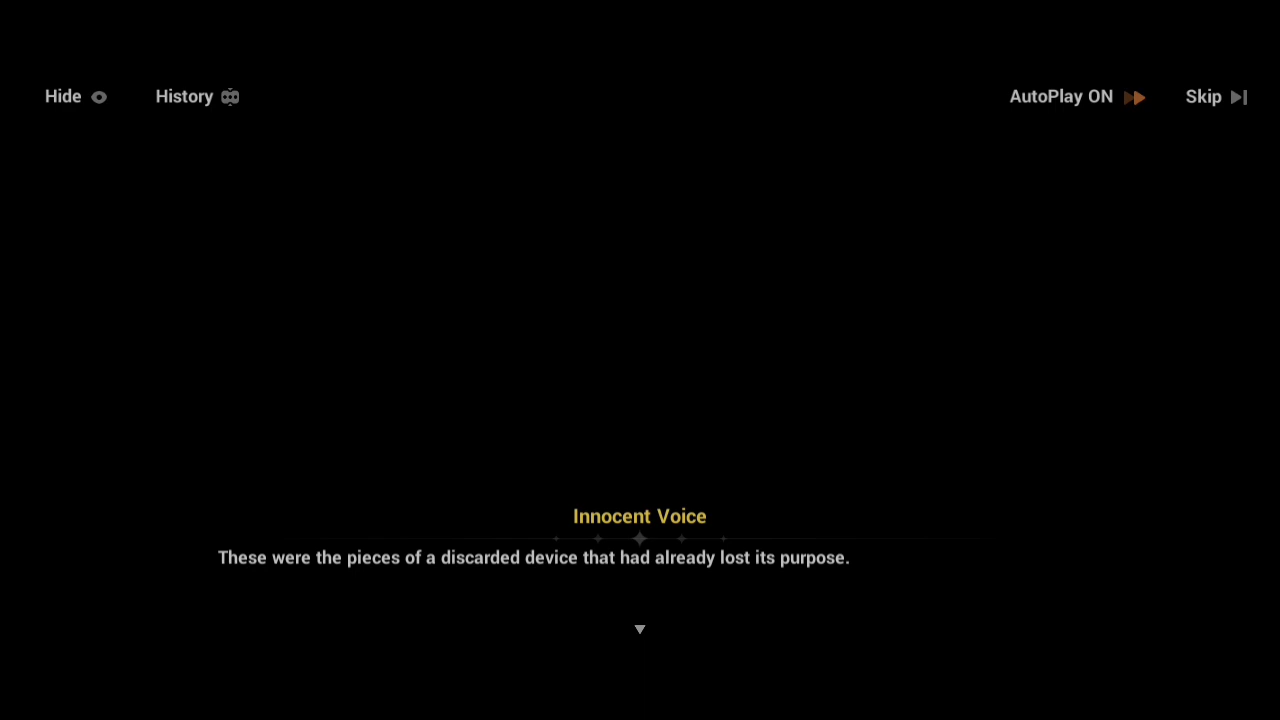 Hide
History
AutoPlay ON
Skip
Innocent Voice
These were the pieces of a discarded device that had already lost its purpose.